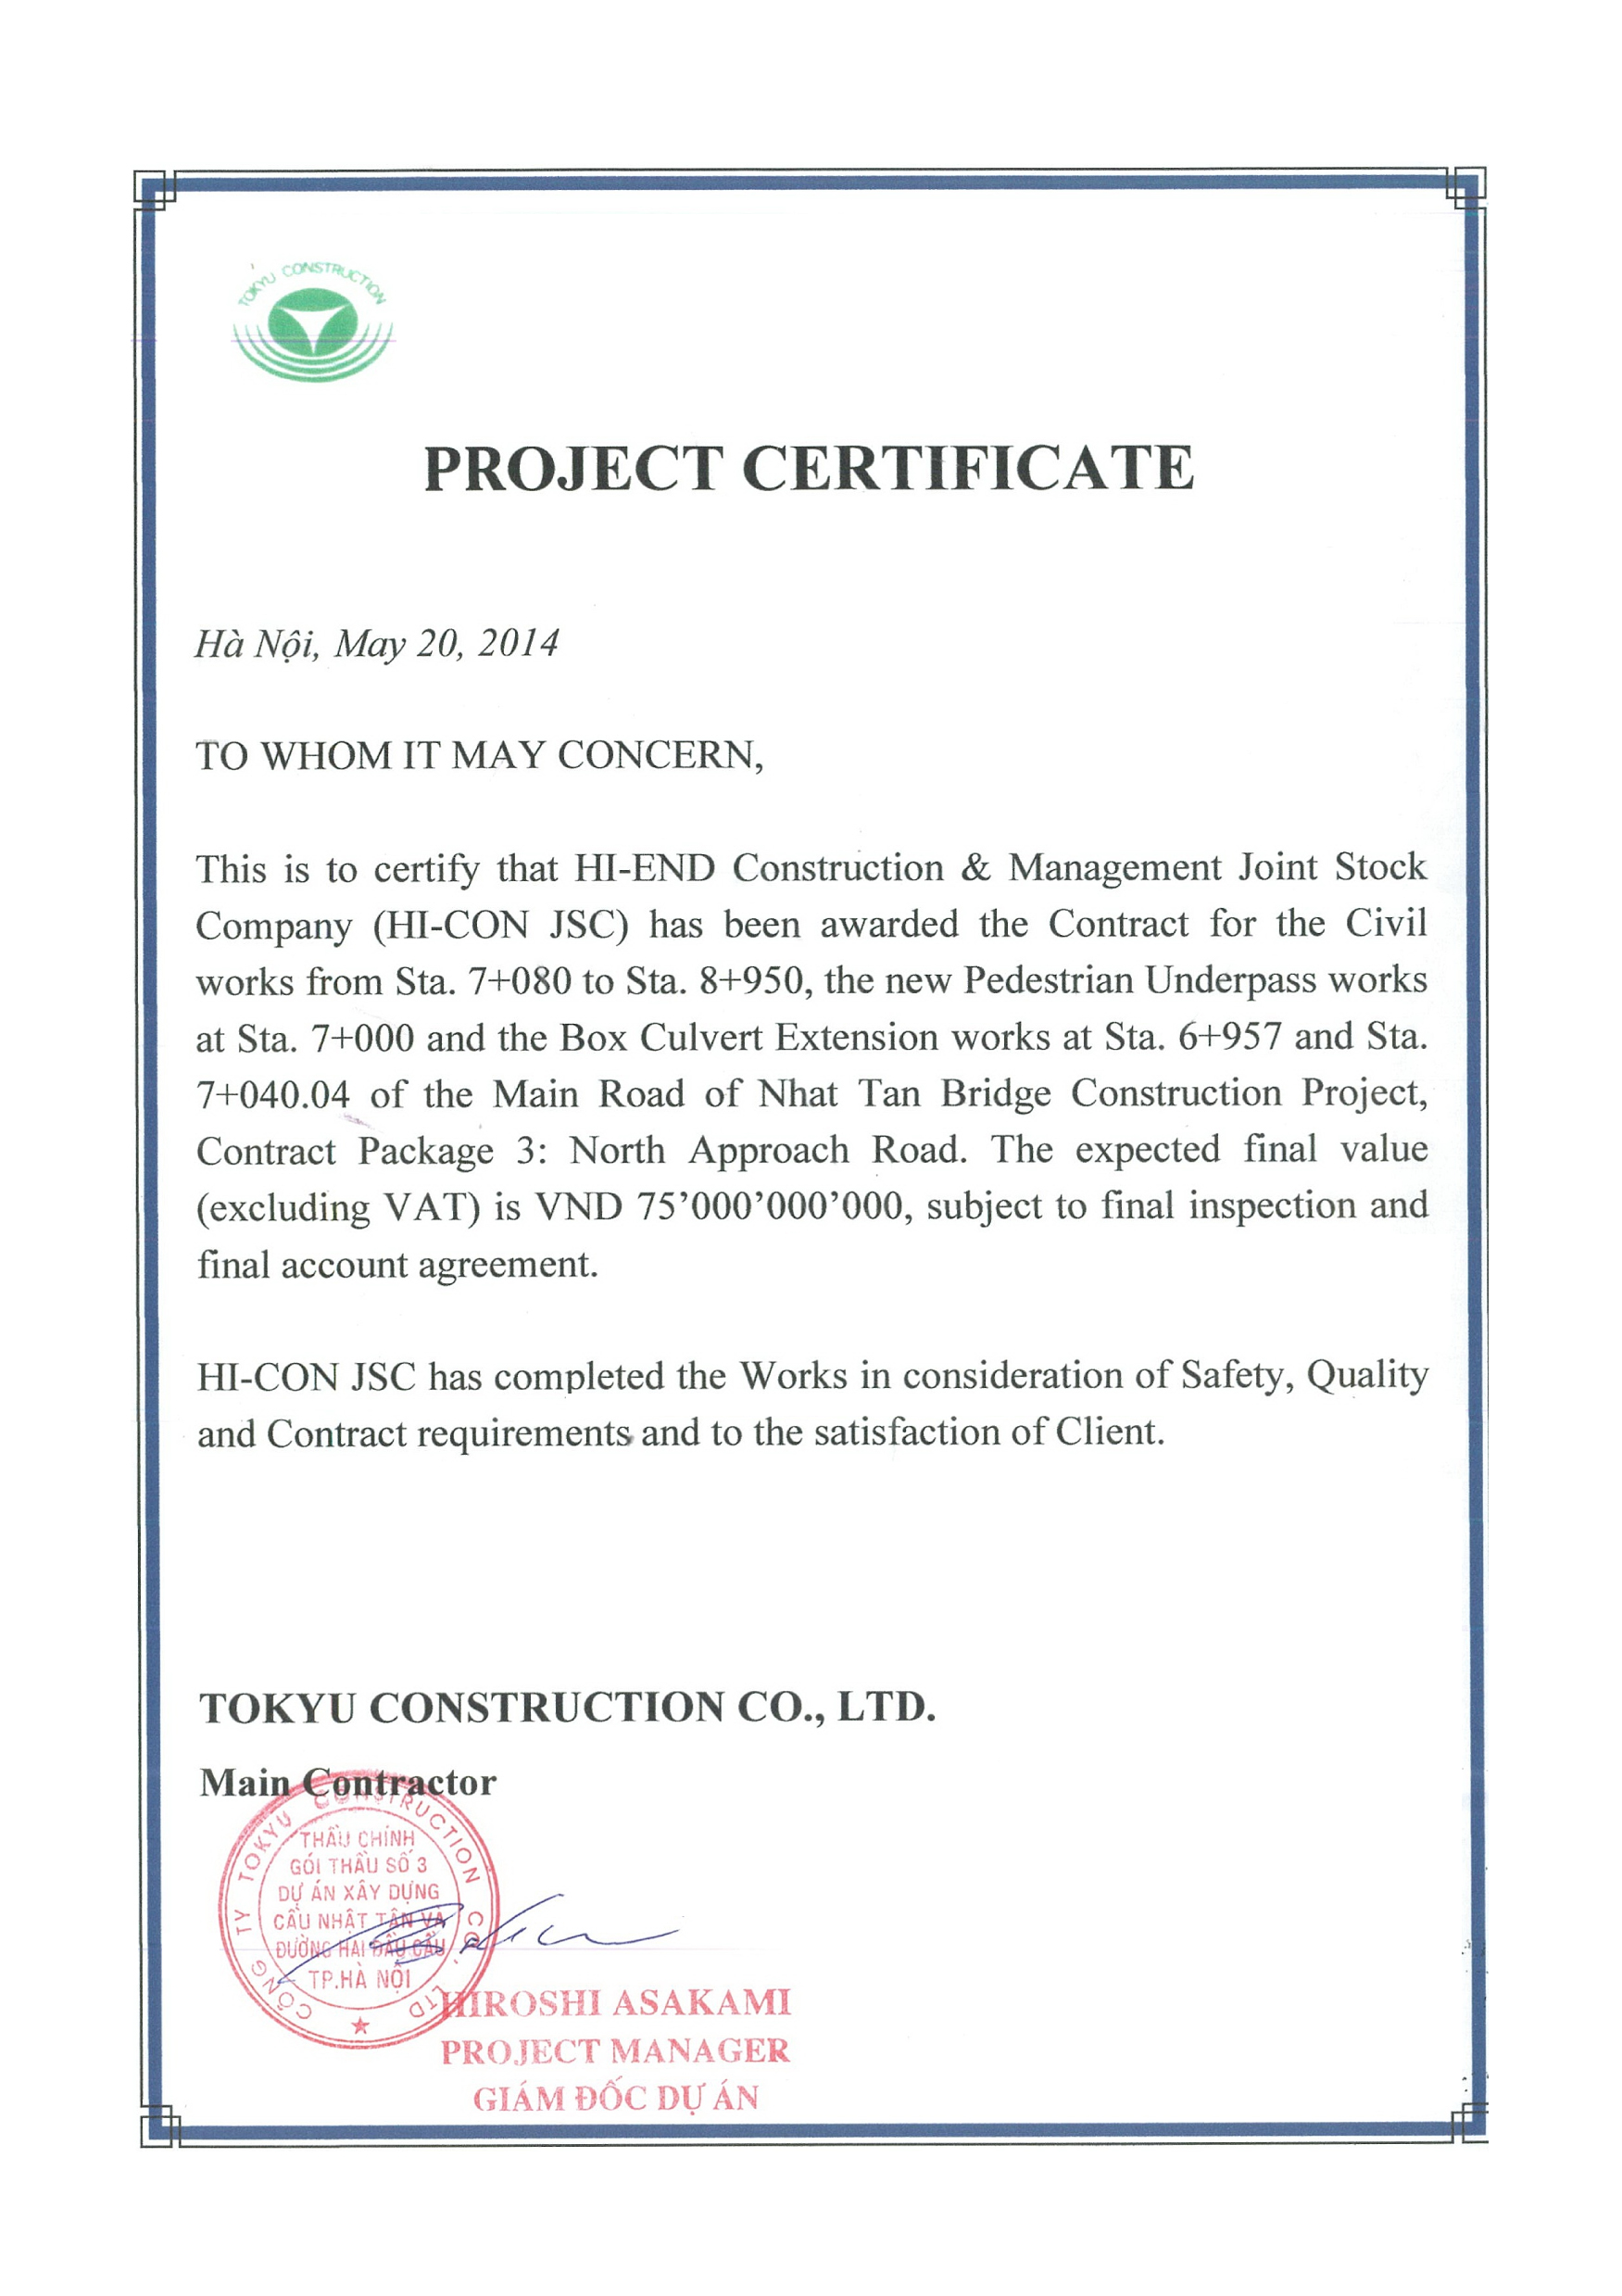 TOKYU CONSTRUCTION
PROJECT CERTIFICATE
Hà Nội, May 20, 2014
TO WHOM IT MAY CONCERN,
This is to certify that HI-END Construction & Management Joint Stock
Company (HI-CON JSC) has been awarded the Contract for the Civil
works from Sta. 7+080 to Sta. 8+950, the new Pedestrian Underpass works
at Sta. 7+000 and the Box Culvert Extension works at Sta. 6+957 and Sta.
7+040.04 of the Main Road of Nhat Tan Bridge Construction Project,
Contract Package 3: North Approach Road. The expected final value
(excluding VAT) is VND 75’000’000’000, subject to final inspection and
final account agreement.
HI-CON JSC has completed the Works in consideration of Safety, Quality
and Contract requirements and to the satisfaction of Client.
TOKYU CONSTRUCTION CO., LTD.
Main Contractor
CÔNG TY TOKYU CONSTRUCTION CO., LTD
THẦU CHÍNH
GÓI THẦU SỐ 3
DỰ ÁN XÂY DỰNG
CẦU NHẬT TÂN VÀ
ĐƯỜNG HAI ĐẦU CẦU
TP.HÀ NỘI
HIROSHI ASAKAMI
PROJECT MANAGER
GIÁM ĐỐC DỰ ÁN